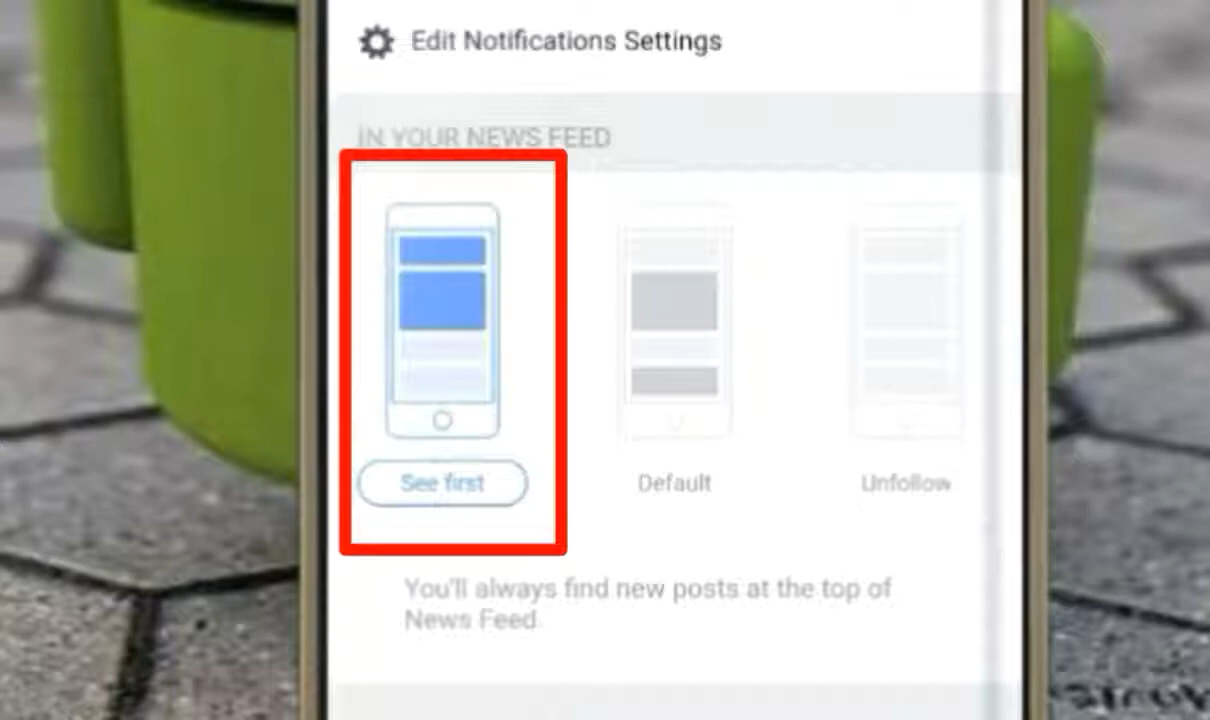 Edit Notifications Settings
IN YOUR NEWS FEED
See first
Default
Unfollow
You'll always find new posts at the top of
News Feed.